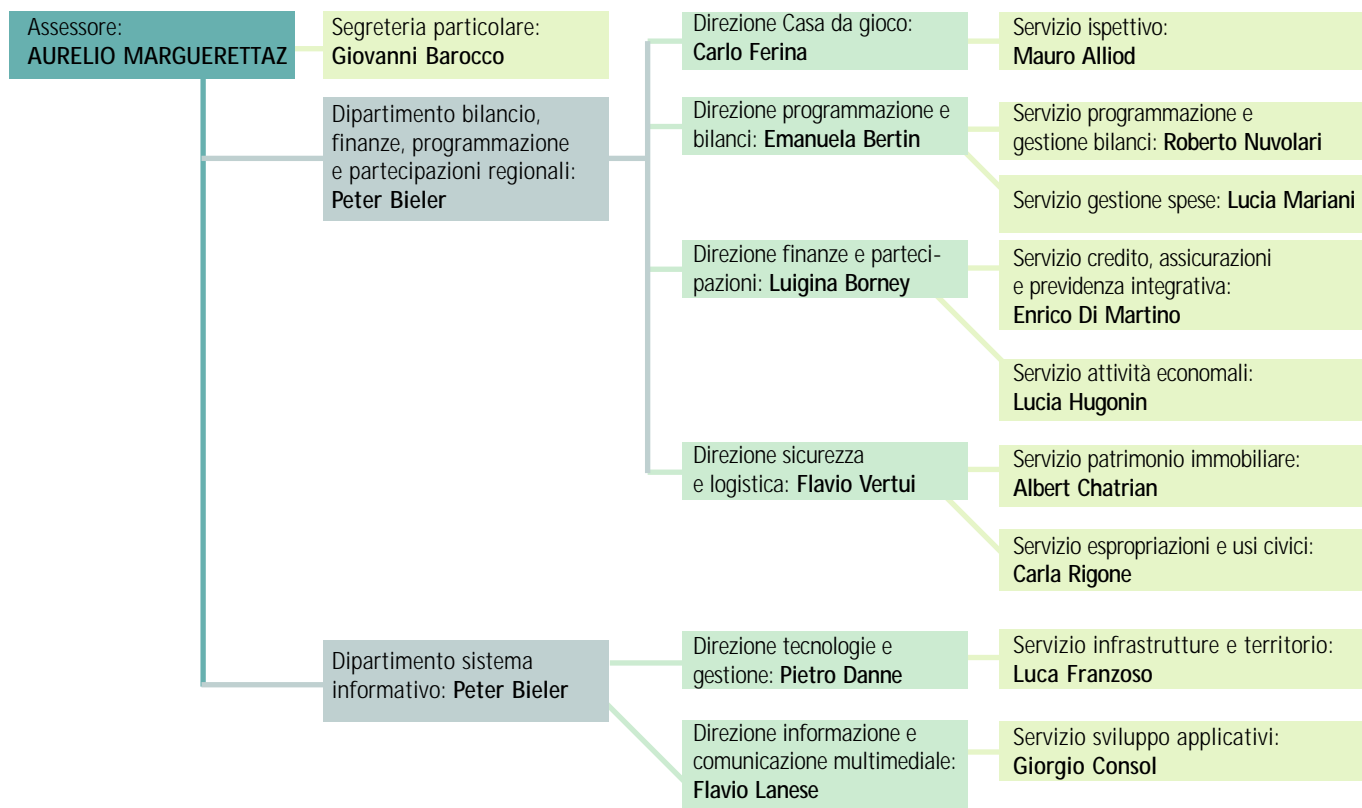 Assessore:
AURELIO MARGUERETTAZ
Segreteria particolare:
Giovanni Barocco
Dipartimento bilancio,
finanze, programmazione
e partecipazioni regionali:
Peter Bieler
Direzione Casa da gioco:
Carlo Ferina
Servizio ispettivo:
Mauro Alliod
Direzione programmazione e
bilanci: Emanuela Bertin
Servizio programmazione e
gestione bilanci: Roberto Nuvolari
Servizio gestione spese: Lucia Mariani
Direzione finanze e parteci-
pazioni: Luigina Borney
Servizio credito, assicurazioni
e previdenza integrativa:
Enrico Di Martino
Servizio attività economali:
Lucia Hugonin
Direzione sicurezza
e logistica: Flavio Vertui
Servizio patrimonio immobiliare:
Albert Chatrian
Servizio espropriazioni e usi civici:
Carla Rigone
Dipartimento sistema
informativo: Peter Bieler
Direzione tecnologie e
gestione: Pietro Danne
Servizio infrastrutture e territorio:
Luca Franzoso
Direzione informazione e
comunicazione multimediale:
Flavio Lanese
Servizio sviluppo applicativi:
Giorgio Consol